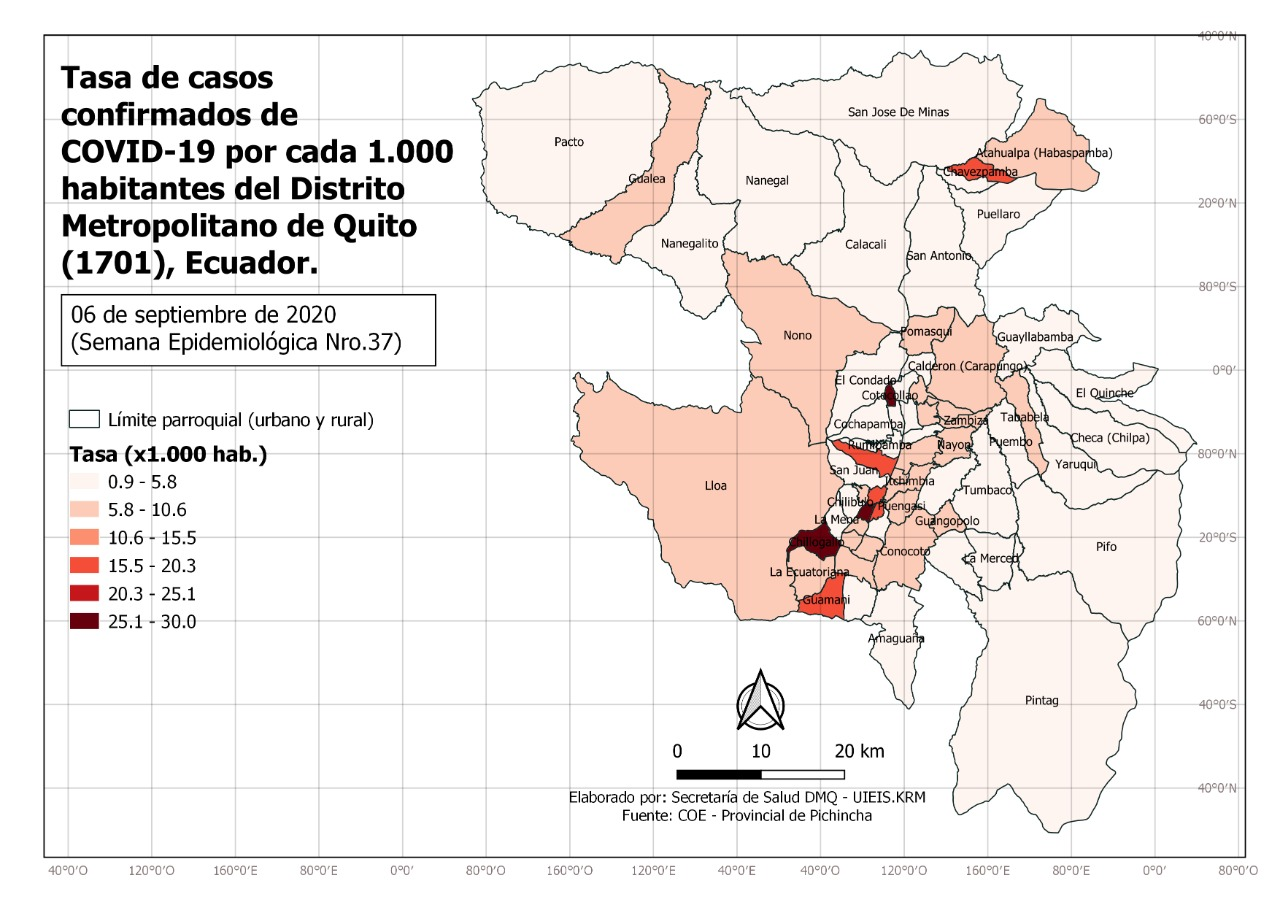 Tasa de casos
confirmados de
COVID-19 por cada 1.000
habitantes del Distrito
Metropolitano de Quito
(1701), Ecuador.
06 de septiembre de 2020
(Semana Epidemiológica Nro.37)
Límite parroquial (urbano y rural)
Tasa (x1.000 hab.)
0.9 - 5.8
5.8 - 10.6
10.6 - 15.5
15.5 - 20.3
20.3 - 25.1
25.1 - 30.0
San Jose De Minas
Pacto
Atahualpa (Habaspamba)
Chavezpamba
Gualea
Nanegal
Puellaro
Nanegalito
Calacali
San Antonio
Nono
Pomasqui
Guayllabamba
Calderon (Carapungo)
El Condado
Cotocollao
El Quinche
Cochapamba
Zambiza
Tababela
Rumipamba
Nayon
Puembo
Checa (Chilpa)
San Juan
Yaruqui
Lloa
Itchimbia
Tumbaco
Chilibulo
Puengasi
La Mena
Guangopolo
Chillogallo
Conocoto
La Merced
Pifo
La Ecuatoriana
Guamani
Amaguaña
Pintag
0 10 20 km
Elaborado por: Secretaría de Salud DMQ - UIEIS.KRM
Fuente: COE - Provincial de Pichincha
40°0'N
60°0'S
20°0'N
80°0'S
0°0'
80°0'N
20°0'S
60°0'N
40°0'S
40°0'N
40°0'O 120°0'O 160°0'E 80°0'E 0°0' 80°0'O 160°0'O 120°0'E 40°0'E 40°0'O 120°0'O 160°0'E 80°0'E 0°0' 80°0'O